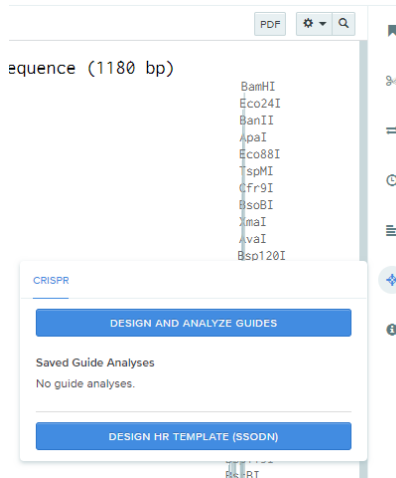 PDF
equence (1180 bp)
BamHI
Eco24I
BanII
ApaI
Eco88I
TspMI
Cfr9I
BsoBI
XmaI
AvaI
Bsp120I
CRISPR
DESIGN AND ANALYZE GUIDES
Saved Guide Analyses
No guide analyses.
DESIGN HR TEMPLATE (SSODN)
BsrBI